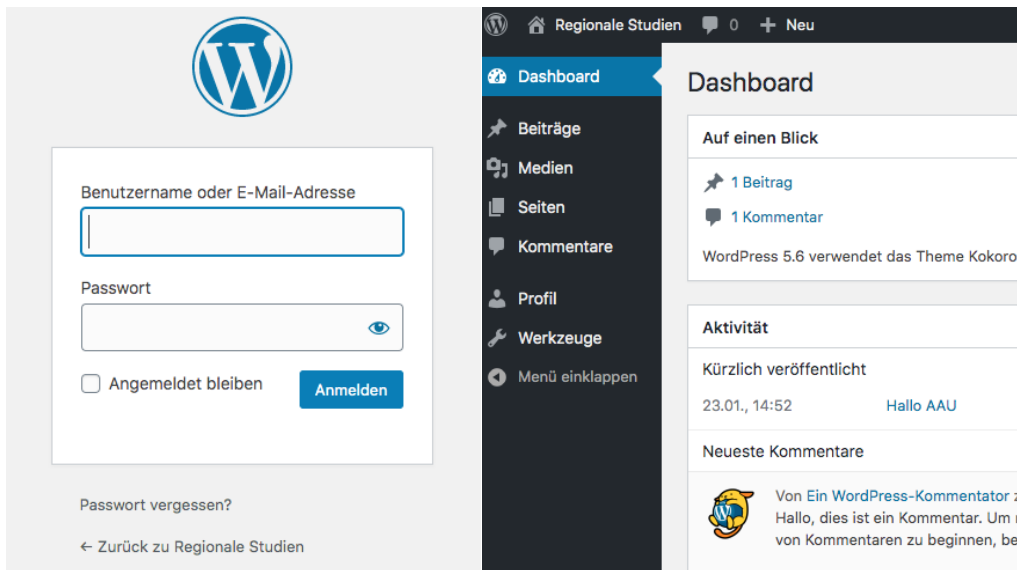 Benutzername oder E-Mail-Adresse
Passwort
Angemeldet bleiben
Anmelden
Passwort vergessen?
← Zurück zu Regionale Studien
Regionale Studien 0 + Neu
Dashboard
Beiträge
Medien
Seiten
Kommentare
Profil
Werkzeuge
Menü einklappen
Dashboard
Auf einen Blick
1 Beitrag
1 Kommentar
WordPress 5.6 verwendet das Theme Kokoro
Aktivität
Kürzlich veröffentlicht
23.01., 14:52 Hallo AAU
Neueste Kommentare
Von Ein WordPress-Kommentator
Hallo, dies ist ein Kommentar. Um
von Kommentaren zu beginnen, be